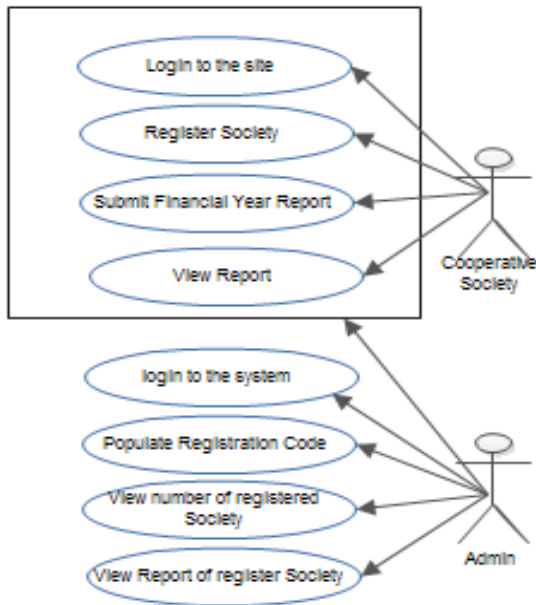 Login to the site
Register Society
Submit Financial Year Report
View Report
Cooperative
Society
login to the system
Populate Registration Code
View number of registered
Society
View Report of register Society
Admin